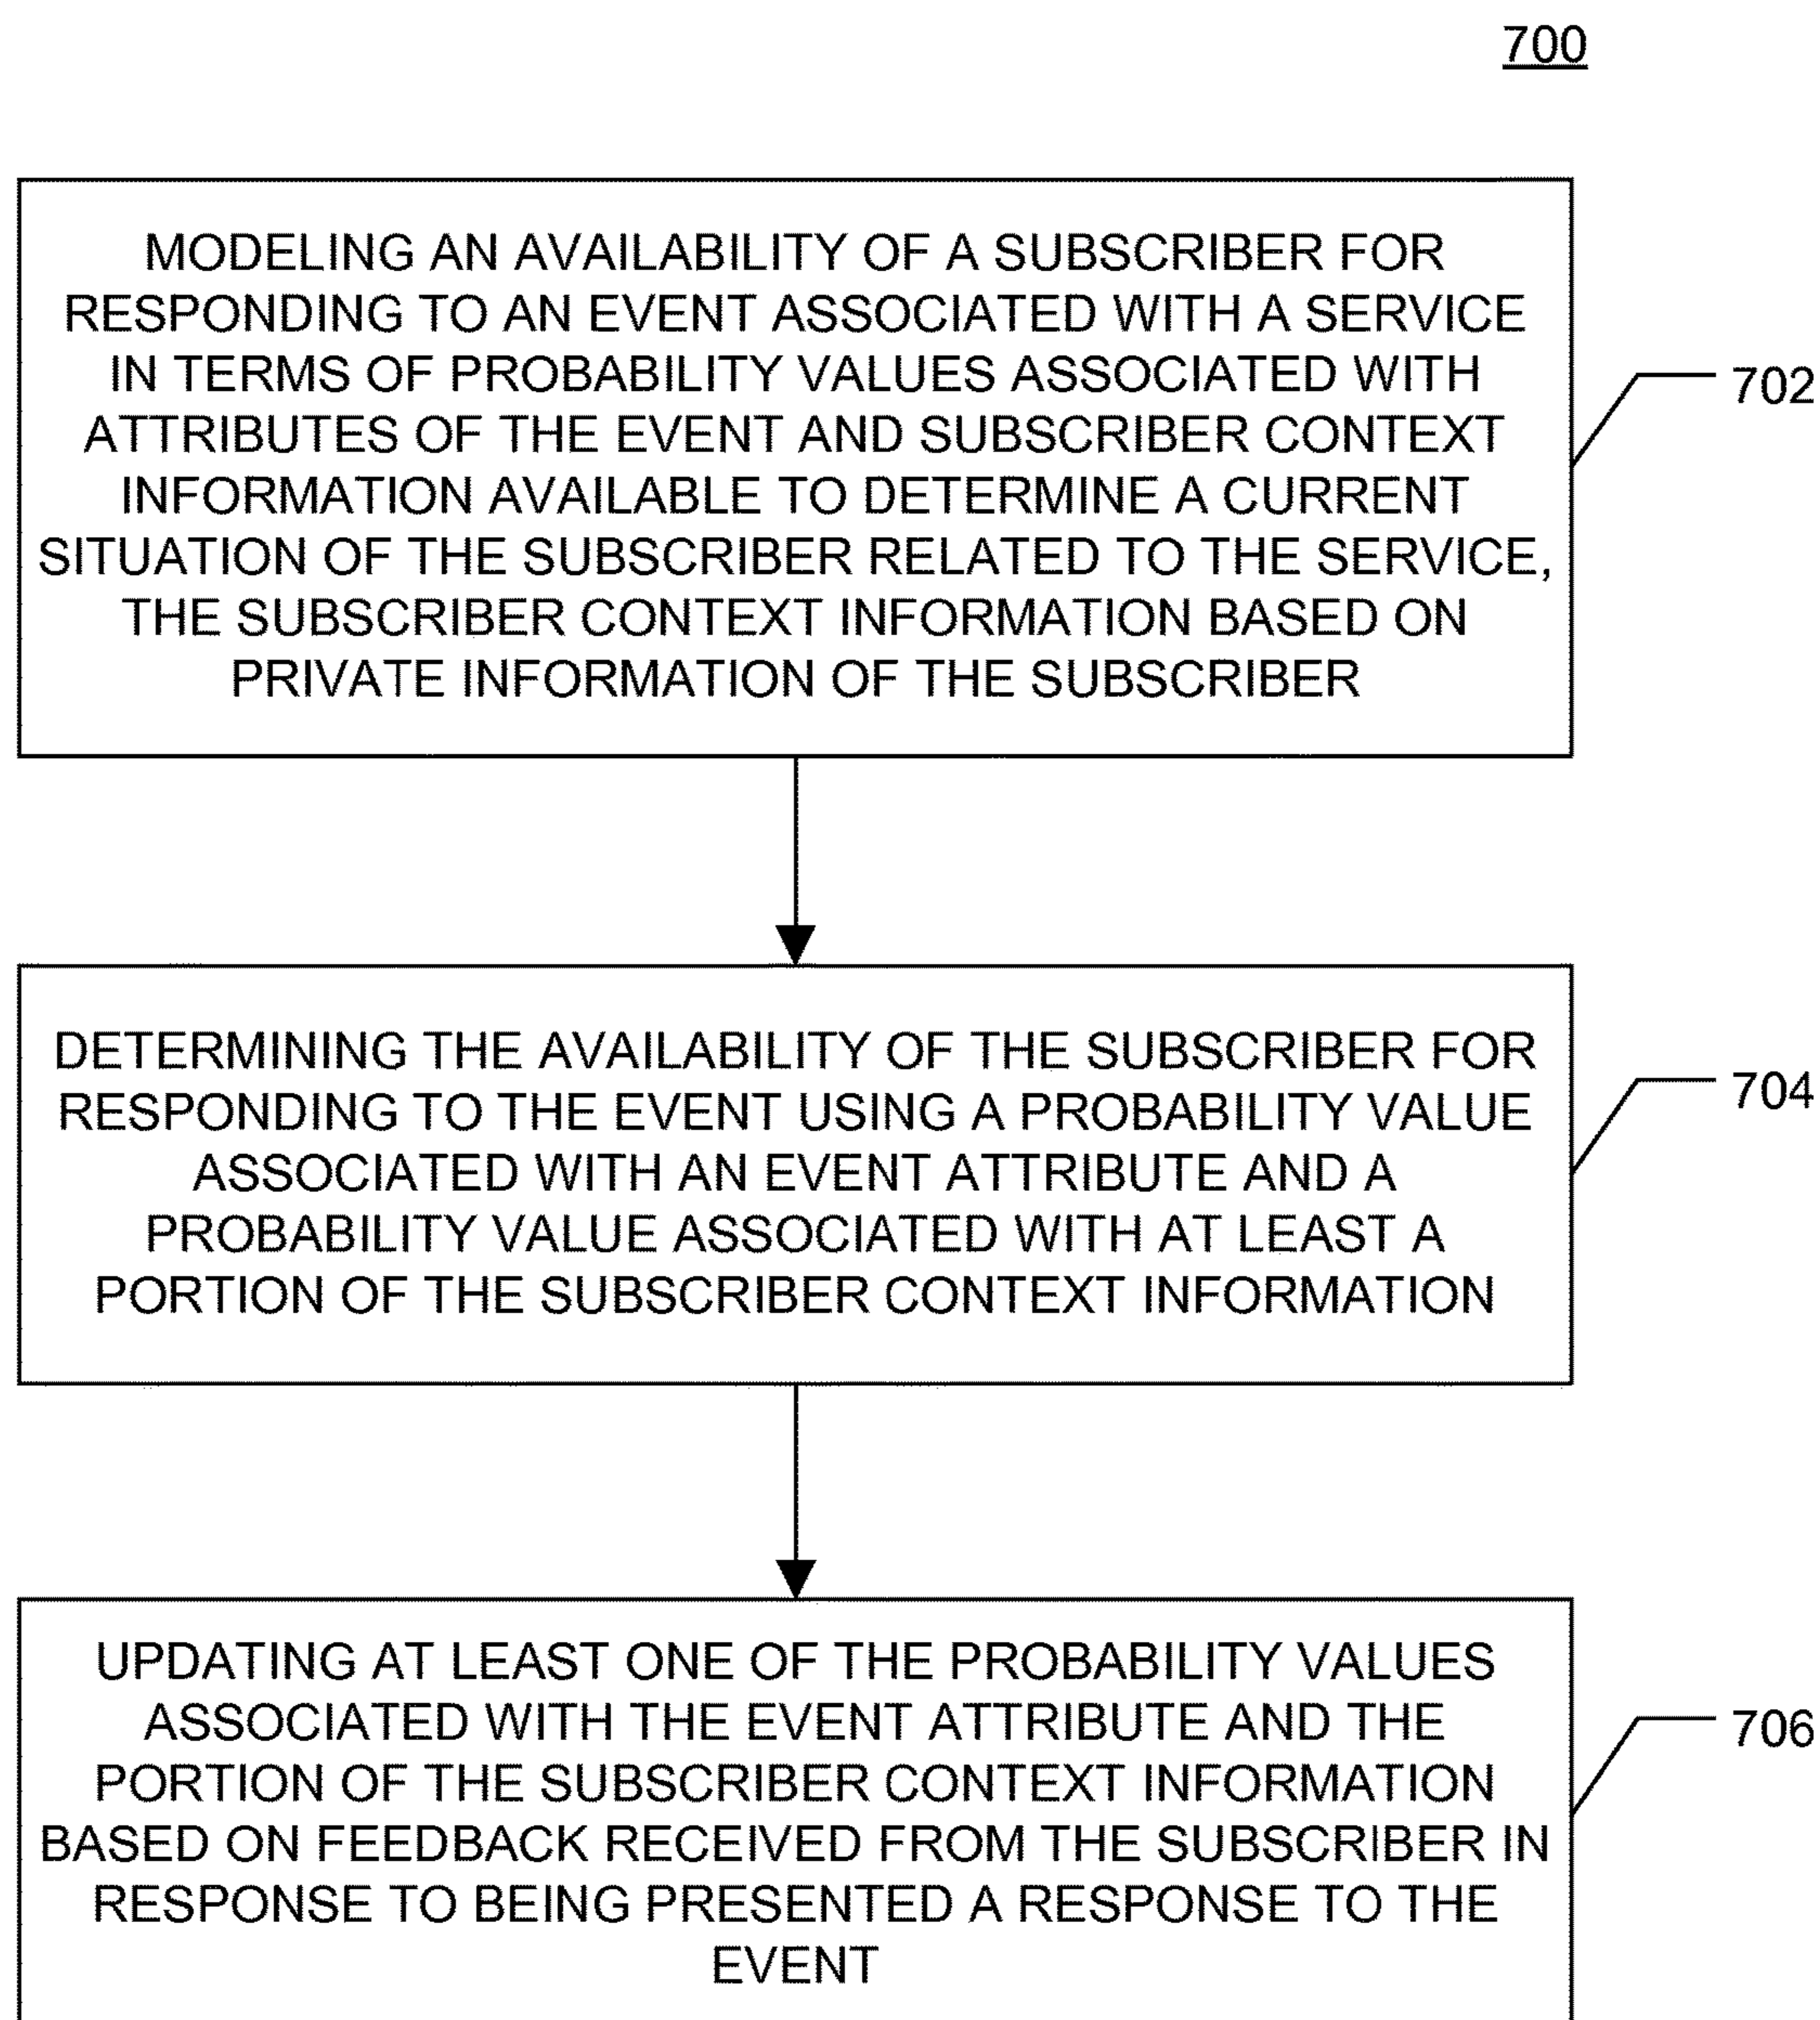 700
MODELING AN AVAILABILITY OF A SUBSCRIBER FOR
RESPONDING TO AN EVENT ASSOCIATED WITH A SERVICE
IN TERMS OF PROBABILITY VALUES ASSOCIATED WITH
ATTRIBUTES OF THE EVENT AND SUBSCRIBER CONTEXT
INFORMATION AVAILABLE TO DETERMINE A CURRENT
SITUATION OF THE SUBSCRIBER RELATED TO THE SERVICE,
THE SUBSCRIBER CONTEXT INFORMATION BASED ON
PRIVATE INFORMATION OF THE SUBSCRIBER
702
DETERMINING THE AVAILABILITY OF THE SUBSCRIBER FOR
RESPONDING TO THE EVENT USING A PROBABILITY VALUE
ASSOCIATED WITH AN EVENT ATTRIBUTE AND A
PROBABILITY VALUE ASSOCIATED WITH AT LEAST A
PORTION OF THE SUBSCRIBER CONTEXT INFORMATION
704
UPDATING AT LEAST ONE OF THE PROBABILITY VALUES
ASSOCIATED WITH THE EVENT ATTRIBUTE AND THE
PORTION OF THE SUBSCRIBER CONTEXT INFORMATION
BASED ON FEEDBACK RECEIVED FROM THE SUBSCRIBER IN
RESPONSE TO BEING PRESENTED A RESPONSE TO THE
EVENT
706